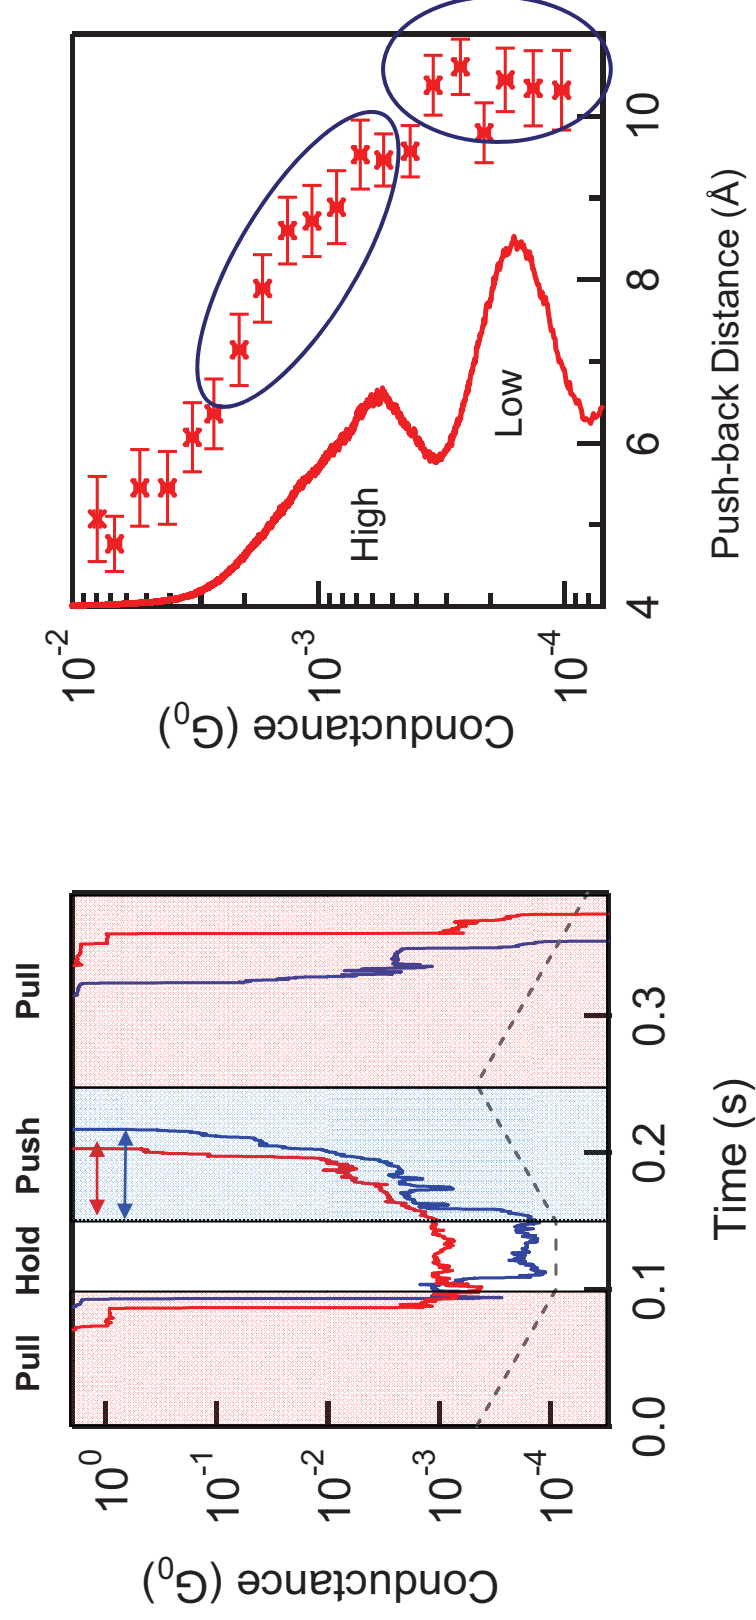 Pull Hold Push Pull
10^0
10^-1
10^-2
10^-3
10^-4
Conductance (G_0)
0.0 0.1 0.2 0.3
Time (s)
10^-2
10^-3
10^-4
Conductance (G_0)
High
Low
4 6 8 10
Push-back Distance (Å)